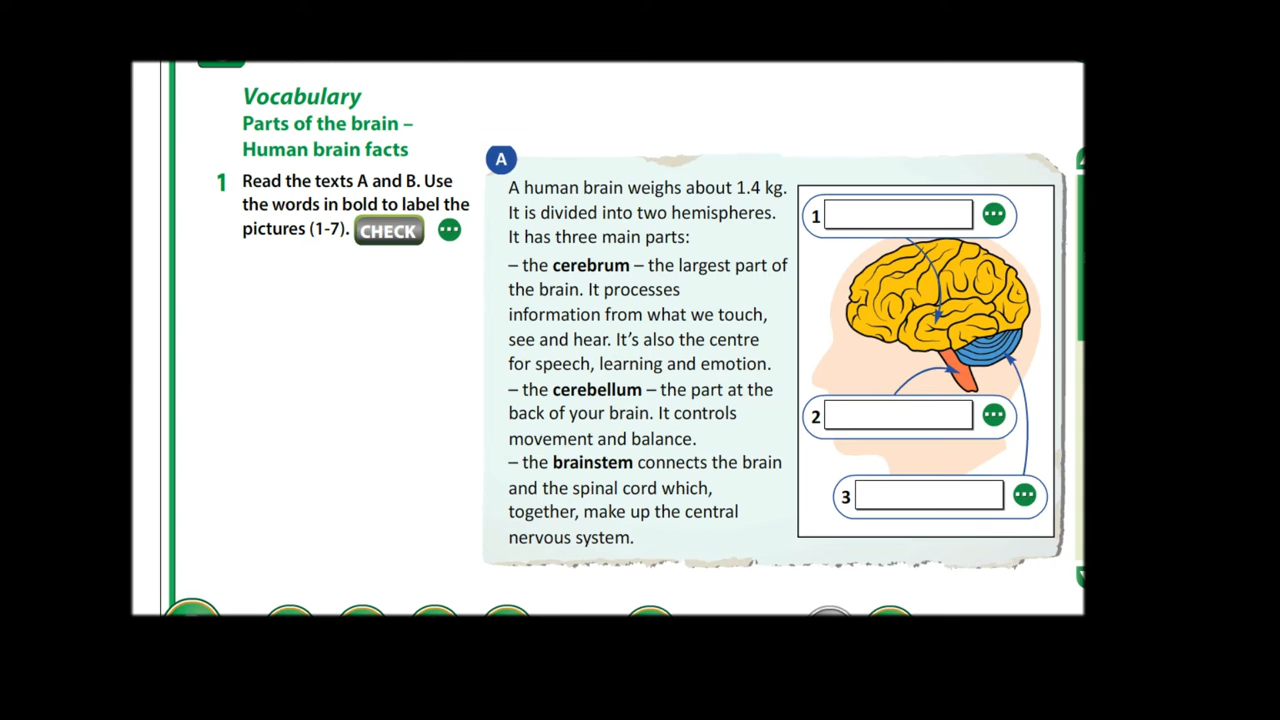 Vocabulary
Parts of the brain –
Human brain facts
1 Read the texts A and B. Use
the words in bold to label the
pictures (1-7). CHECK
A
A human brain weighs about 1.4 kg.
It is divided into two hemispheres.
It has three main parts:
– the cerebrum – the largest part of
the brain. It processes
information from what we touch,
see and hear. It’s also the centre
for speech, learning and emotion.
– the cerebellum – the part at the
back of your brain. It controls
movement and balance.
– the brainstem connects the brain
and the spinal cord which,
together, make up the central
nervous system.
1
2
3